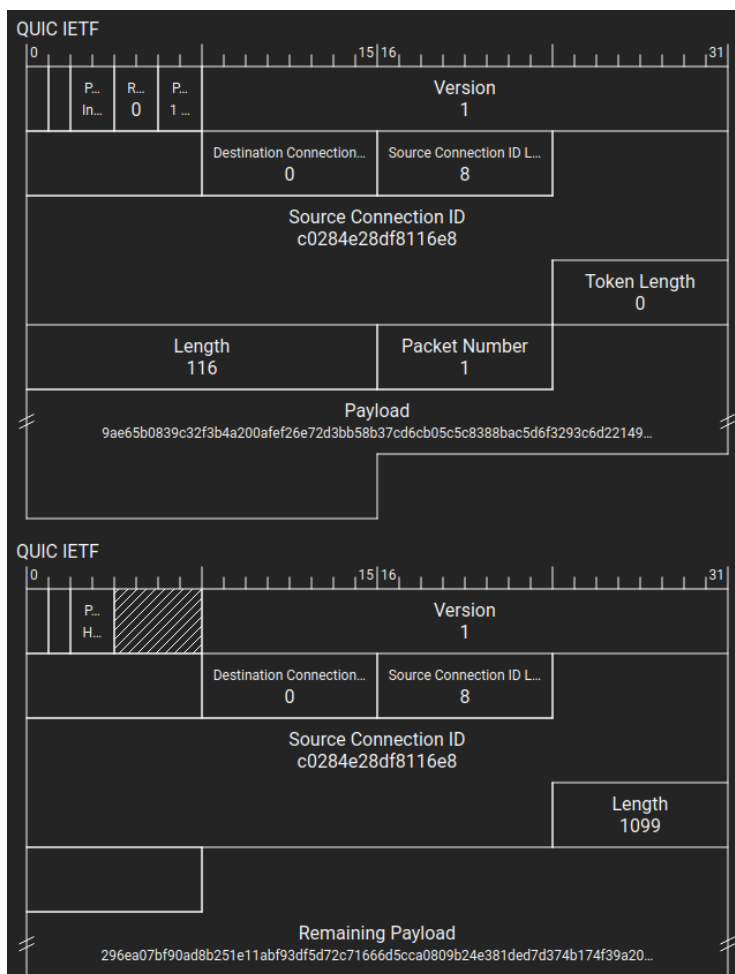 QUIC IETF
0 15 16 31
P... R... P... Version
In... 0 1 ... 1
Destination Connection... Source Connection ID L...
0 8
Source Connection ID
c0284e28df8116e8
Token Length
0
Length Packet Number
116 1
Payload
9ae65b0839c32f3b4a200afef26e72d3bb58b37cd6cb05c5c8388bac5d6f3293c6d22149...
QUIC IETF
0 15 16 31
P... Version
H... 1
Destination Connection... Source Connection ID L...
0 8
Source Connection ID
c0284e28df8116e8
Length
1099
Remaining Payload
296ea07bf90ad8b251e11abf93df5d72c71666d5cca0809b24e381ded7d374b174f39a20...